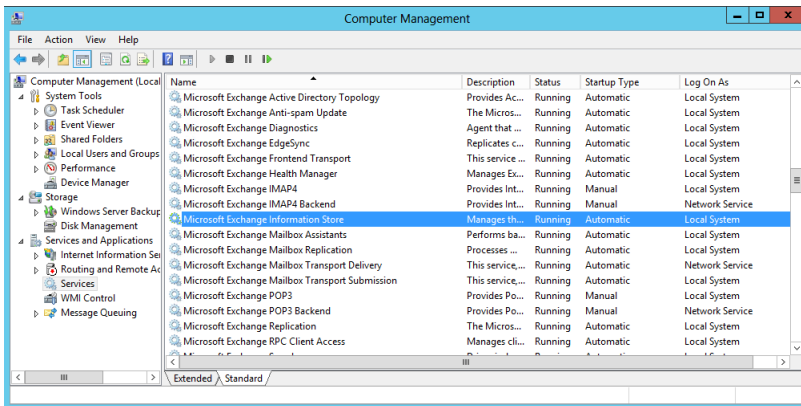 Computer Management
File Action View Help
Computer Management (Local
System Tools
Task Scheduler
Event Viewer
Shared Folders
Local Users and Groups
Performance
Device Manager
Storage
Windows Server Backup
Disk Management
Services and Applications
Internet Information Ser
Routing and Remote Ac
Services
WMI Control
Message Queuing
Name Description Status Startup Type Log On As
Microsoft Exchange Active Directory Topology Provides Ac... Running Automatic Local System
Microsoft Exchange Anti-spam Update The Micros... Running Automatic Local System
Microsoft Exchange Diagnostics Agent that ... Running Automatic Local System
Microsoft Exchange EdgeSync Replicates c... Running Automatic Local System
Microsoft Exchange Frontend Transport This service ... Running Automatic Local System
Microsoft Exchange Health Manager Manages Ex... Running Automatic Local System
Microsoft Exchange IMAP4 Provides Int... Running Manual Local System
Microsoft Exchange IMAP4 Backend Provides Int... Running Manual Network Service
Microsoft Exchange Information Store Manages th... Running Automatic Local System
Microsoft Exchange Mailbox Assistants Performs ba... Running Automatic Local System
Microsoft Exchange Mailbox Replication Processes ... Running Automatic Local System
Microsoft Exchange Mailbox Transport Delivery This service,... Running Automatic Network Service
Microsoft Exchange Mailbox Transport Submission This service,... Running Automatic Local System
Microsoft Exchange POP3 Provides Po... Running Manual Local System
Microsoft Exchange POP3 Backend Provides Po... Running Manual Network Service
Microsoft Exchange Replication The Micros... Running Automatic Local System
Microsoft Exchange RPC Client Access Manages cli... Running Automatic Local System
Extended Standard